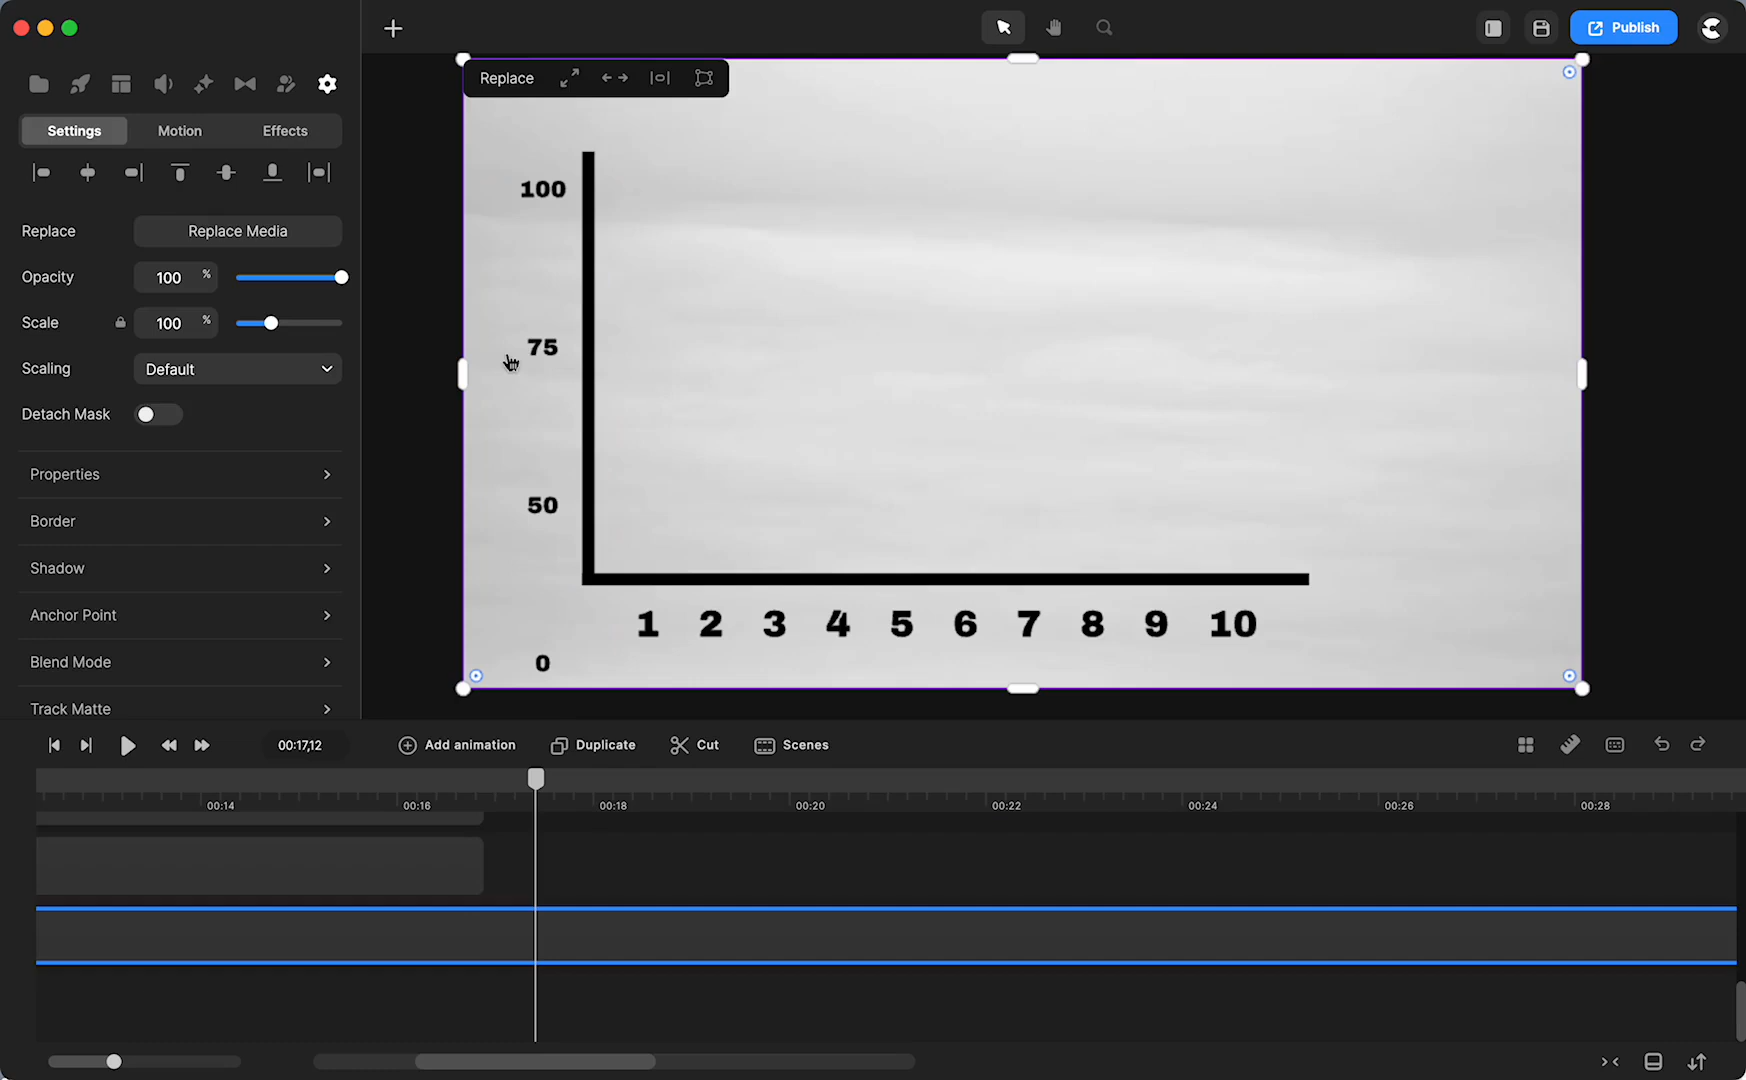 Publish
Replace
Settings Motion Effects
Replace Replace Media
Opacity 100 %
Scale 100 %
Scaling Default
Detach Mask
Properties
Border
Shadow
Anchor Point
Blend Mode
Track Matte
100
75
50
1 2 3 4 5 6 7 8 9 10
0
00:17,12 Add animation Duplicate Cut Scenes
00:14 00:16 00:18 00:20 00:22 00:24 00:26 00:28